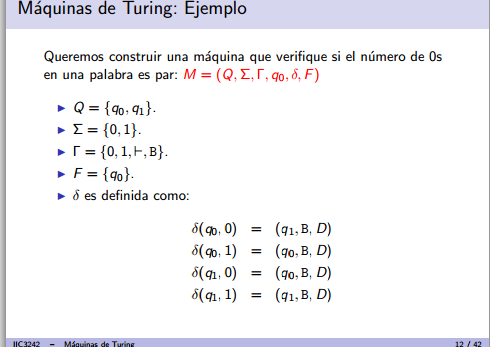 Máquinas de Turing: Ejemplo
Queremos construir una máquina que verifique si el número de 0s
en una palabra es par: M = (Q, Σ, Γ, q₀, δ, F)
▶ Q = {q₀, q₁}.
▶ Σ = {0, 1}.
▶ Γ = {0, 1, ⊢, B}.
▶ F = {q₀}.
▶ δ es definida como:
δ(q₀, 0) = (q₁, B, D)
δ(q₀, 1) = (q₀, B, D)
δ(q₁, 0) = (q₀, B, D)
δ(q₁, 1) = (q₁, B, D)
IIC3242 – Máquinas de Turing 12 / 42